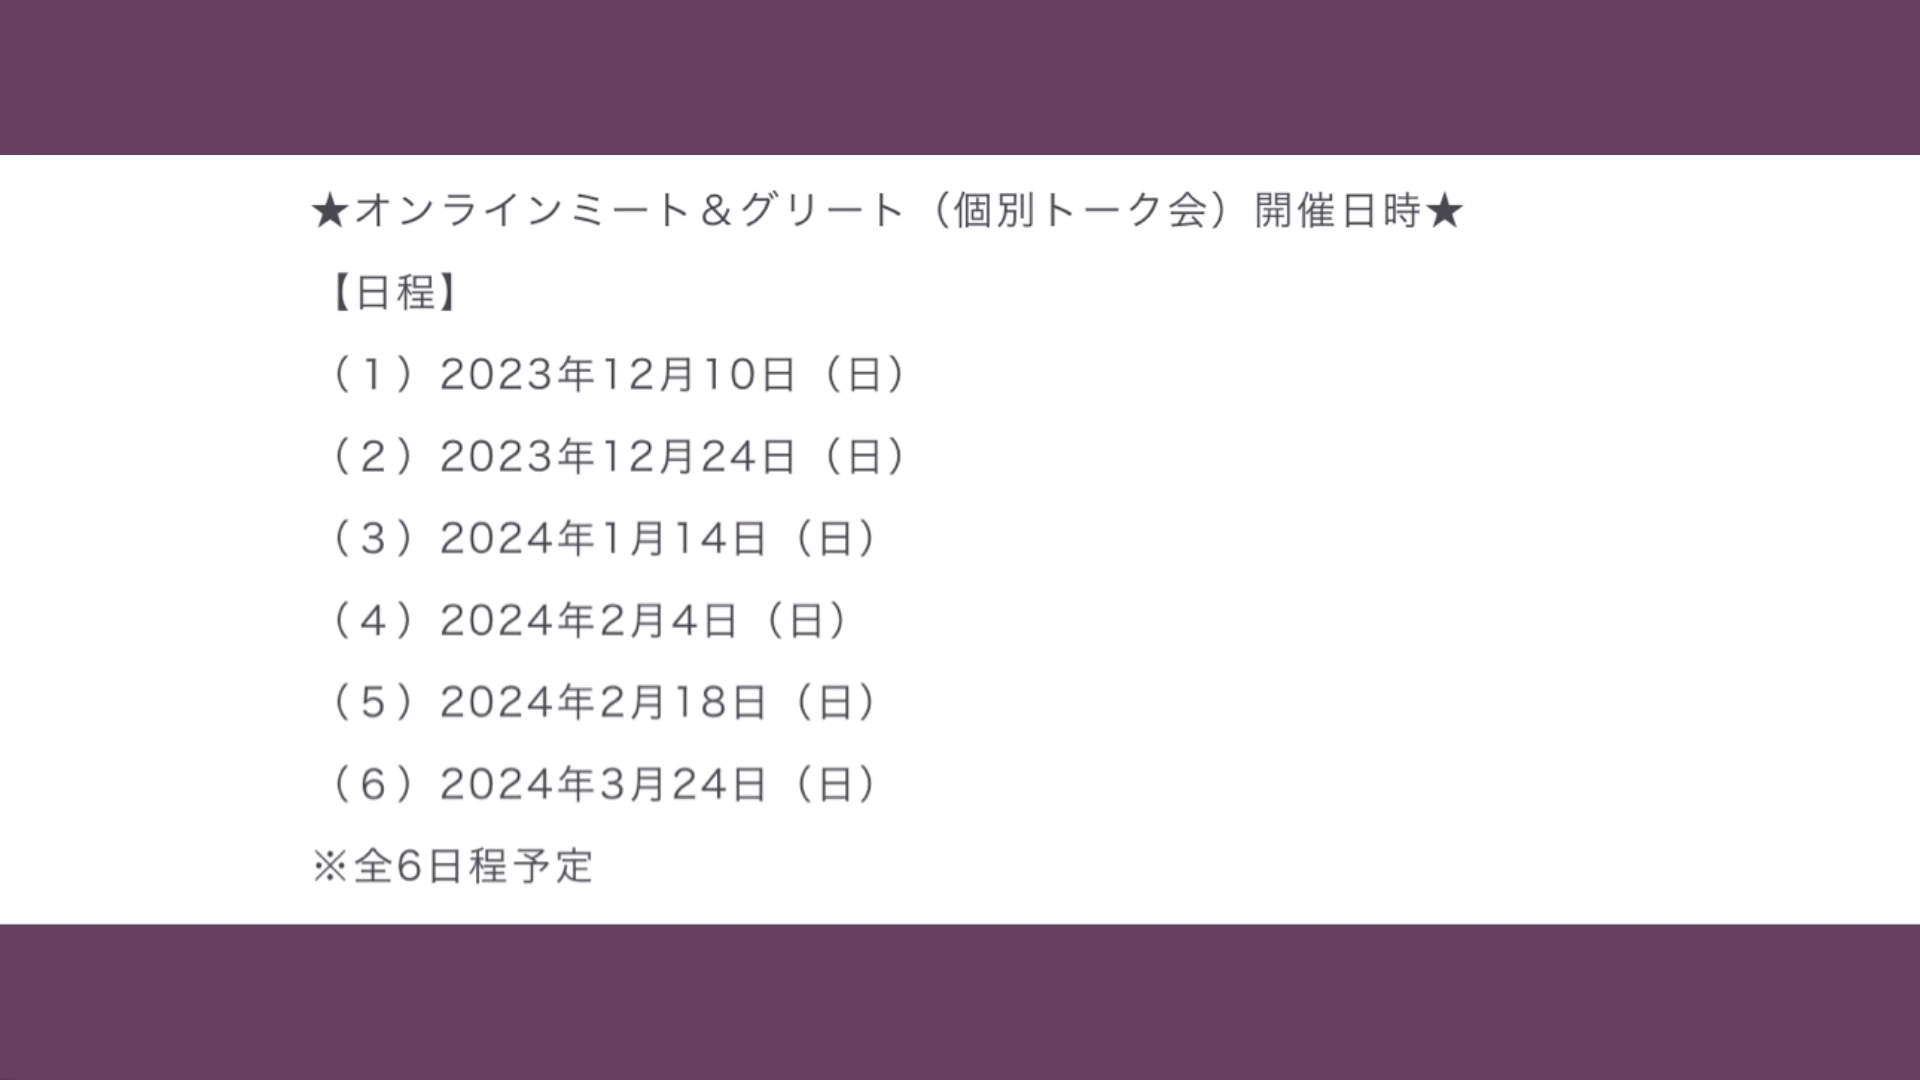 ★オンラインミート＆グリート（個別トーク会）開催日時★
【日程】
（１）2023年12月10日（日）
（２）2023年12月24日（日）
（３）2024年1月14日（日）
（４）2024年2月4日（日）
（５）2024年2月18日（日）
（６）2024年3月24日（日）
※全6日程予定